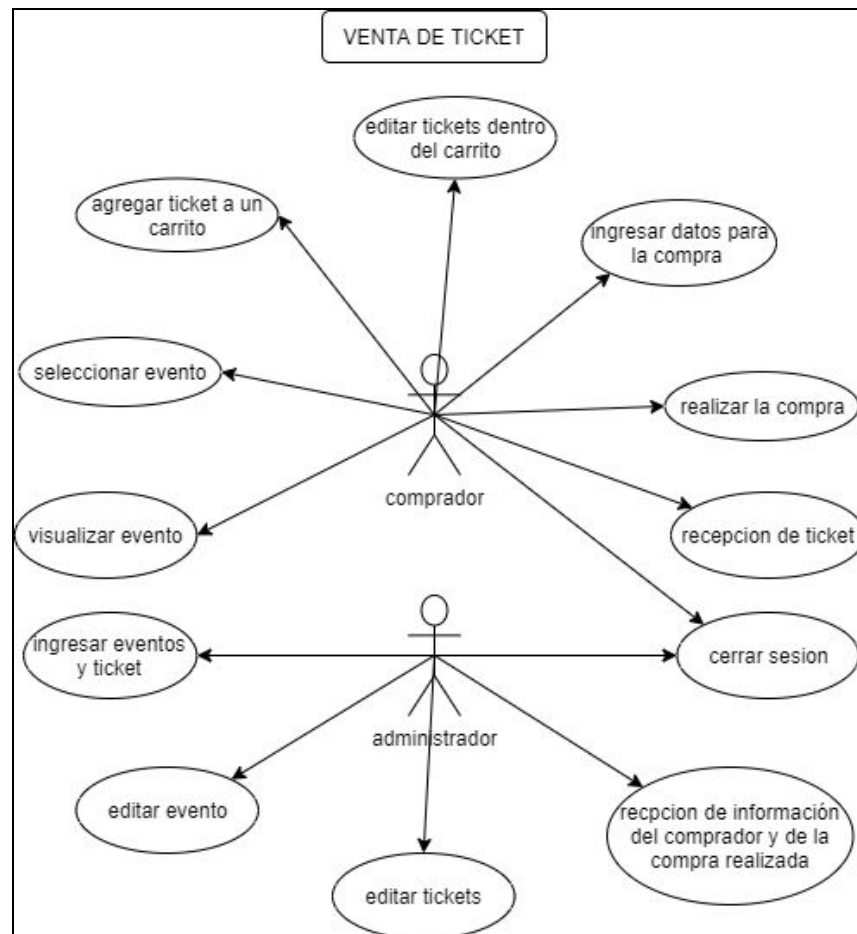 VENTA DE TICKET
editar tickets dentro
del carrito
agregar ticket a un
carrito
ingresar datos para
la compra
seleccionar evento
realizar la compra
comprador
visualizar evento
recepcion de ticket
ingresar eventos
y ticket
cerrar sesion
administrador
editar evento
recpcion de información
del comprador y de la
compra realizada
editar tickets